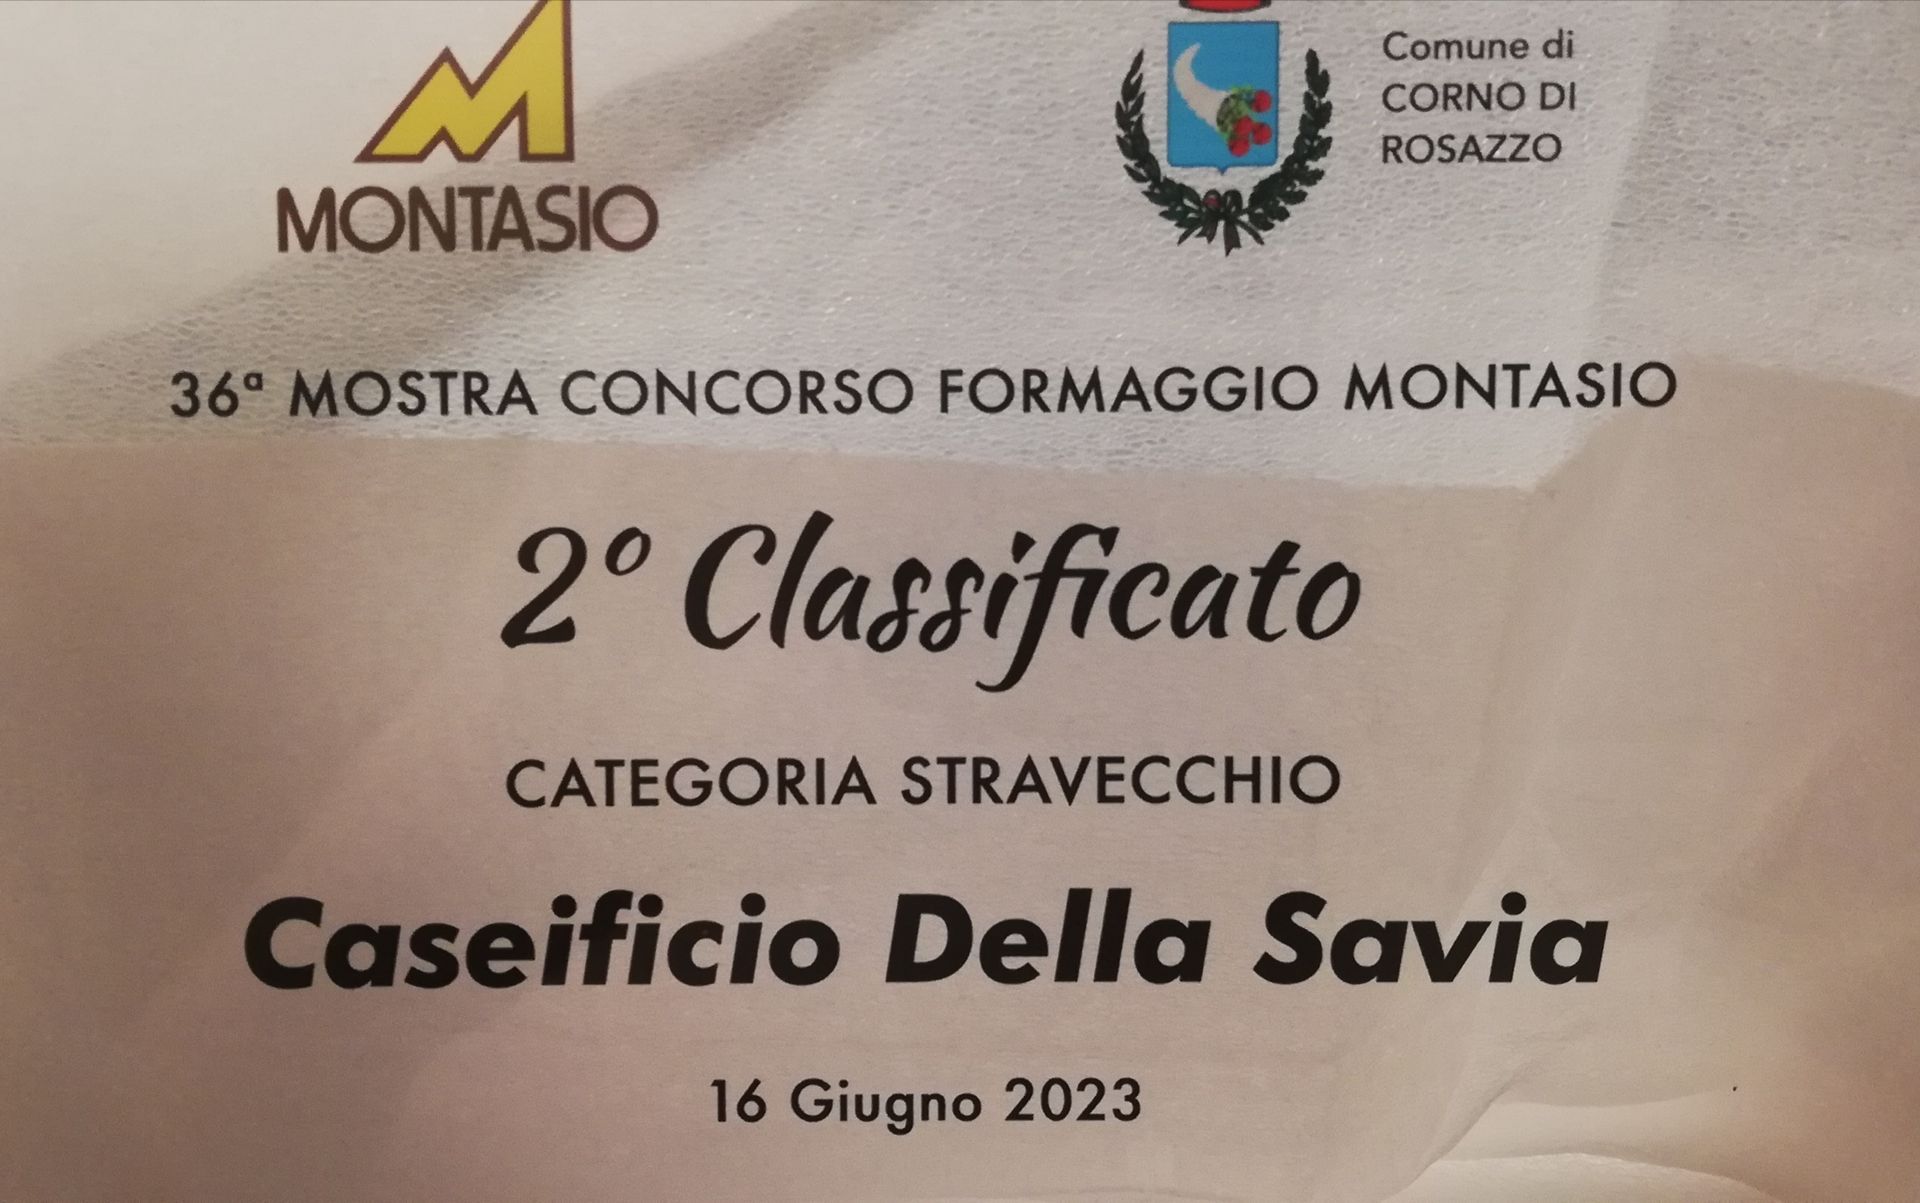 MONTASIO
Comune di
CORNO DI
ROSAZZO
36ª MOSTRA CONCORSO FORMAGGIO MONTASIO
2° Classificato
CATEGORIA STRAVECCHIO
Caseificio Della Savia
16 Giugno 2023